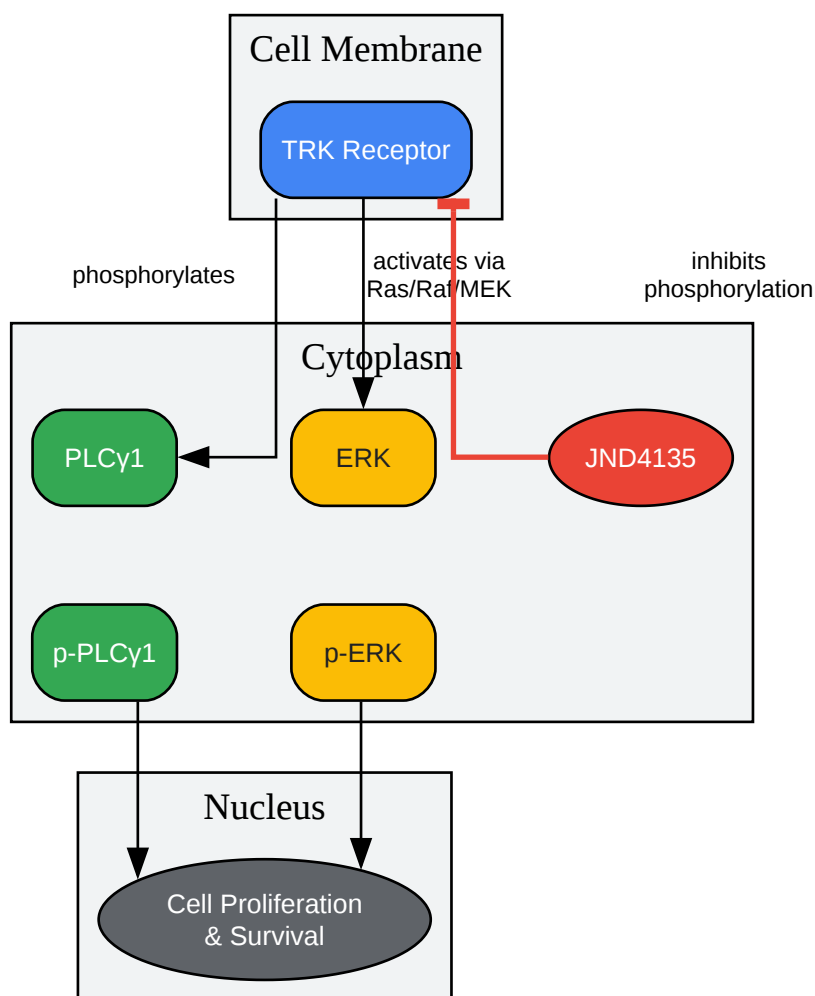 Cell Membrane
TRK Receptor
phosphorylates
activates via
Ras/Raf/MEK
inhibits
phosphorylation
Cytoplasm
PLCγ1
ERK
JND4135
p-PLCγ1
p-ERK
Nucleus
Cell Proliferation
& Survival